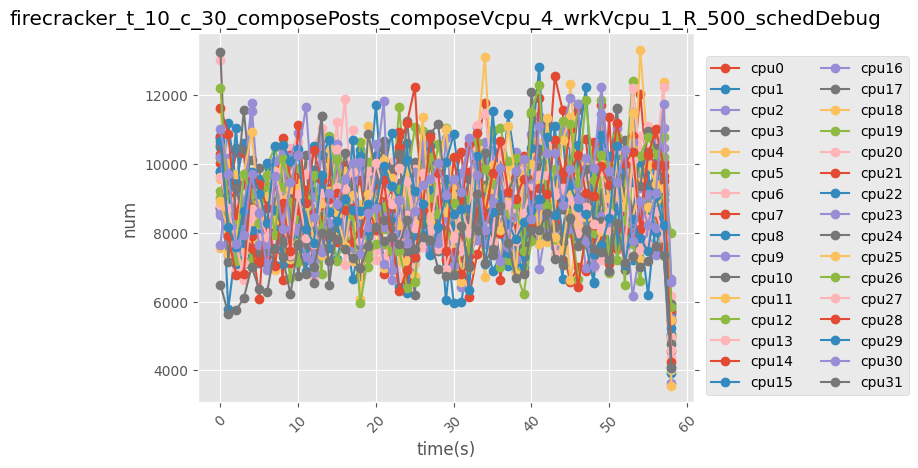 firecracker_t_10_c_30_composePosts_composeVcpu_4_wrkVcpu_1_R_500_schedDebug
12000
10000
8000
6000
4000
num
0
10
20
30
40
50
60
time(s)
cpu0
cpu1
cpu2
cpu3
cpu4
cpu5
cpu6
cpu7
cpu8
cpu9
cpu10
cpu11
cpu12
cpu13
cpu14
cpu15
cpu16
cpu17
cpu18
cpu19
cpu20
cpu21
cpu22
cpu23
cpu24
cpu25
cpu26
cpu27
cpu28
cpu29
cpu30
cpu31